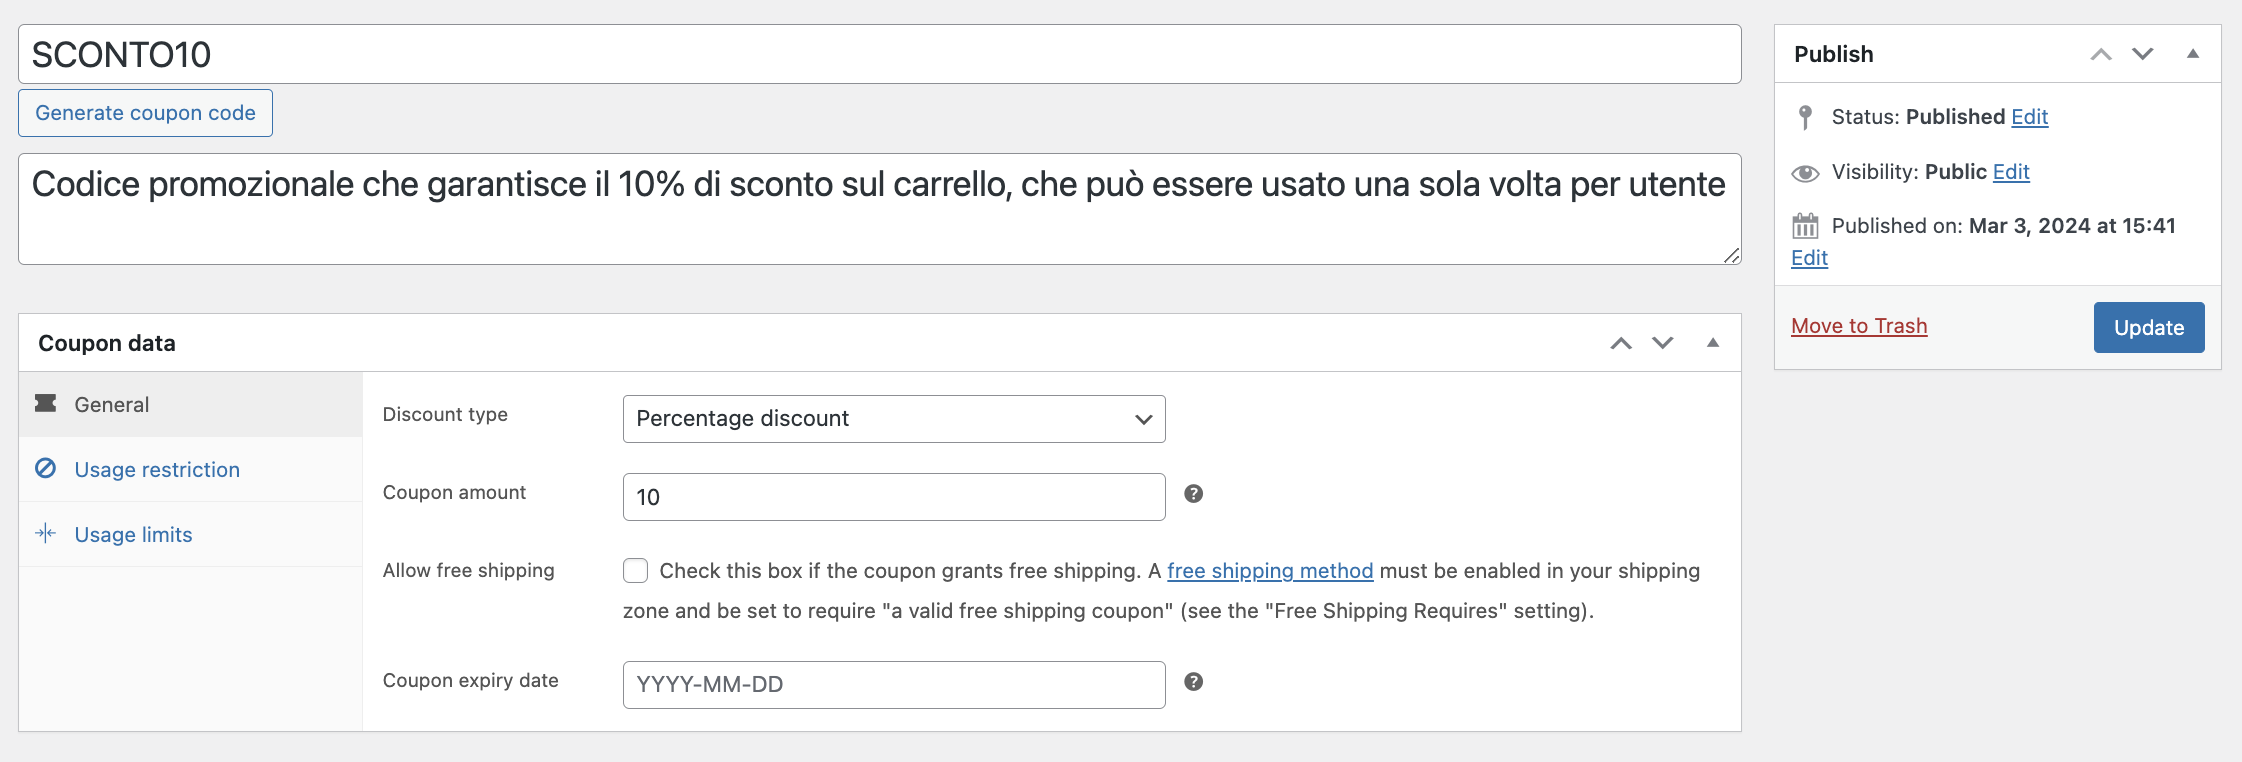 SCONTO10
Generate coupon code
Codice promozionale che garantisce il 10% di sconto sul carrello, che può essere usato una sola volta per utente
Coupon data
General
Usage restriction
Usage limits
Discount type
Percentage discount
Coupon amount
10
Allow free shipping
Check this box if the coupon grants free shipping. A free shipping method must be enabled in your shipping
zone and be set to require "a valid free shipping coupon" (see the "Free Shipping Requires" setting).
Coupon expiry date
YYYY-MM-DD
Publish
Status: Published Edit
Visibility: Public Edit
Published on: Mar 3, 2024 at 15:41
Edit
Move to Trash
Update